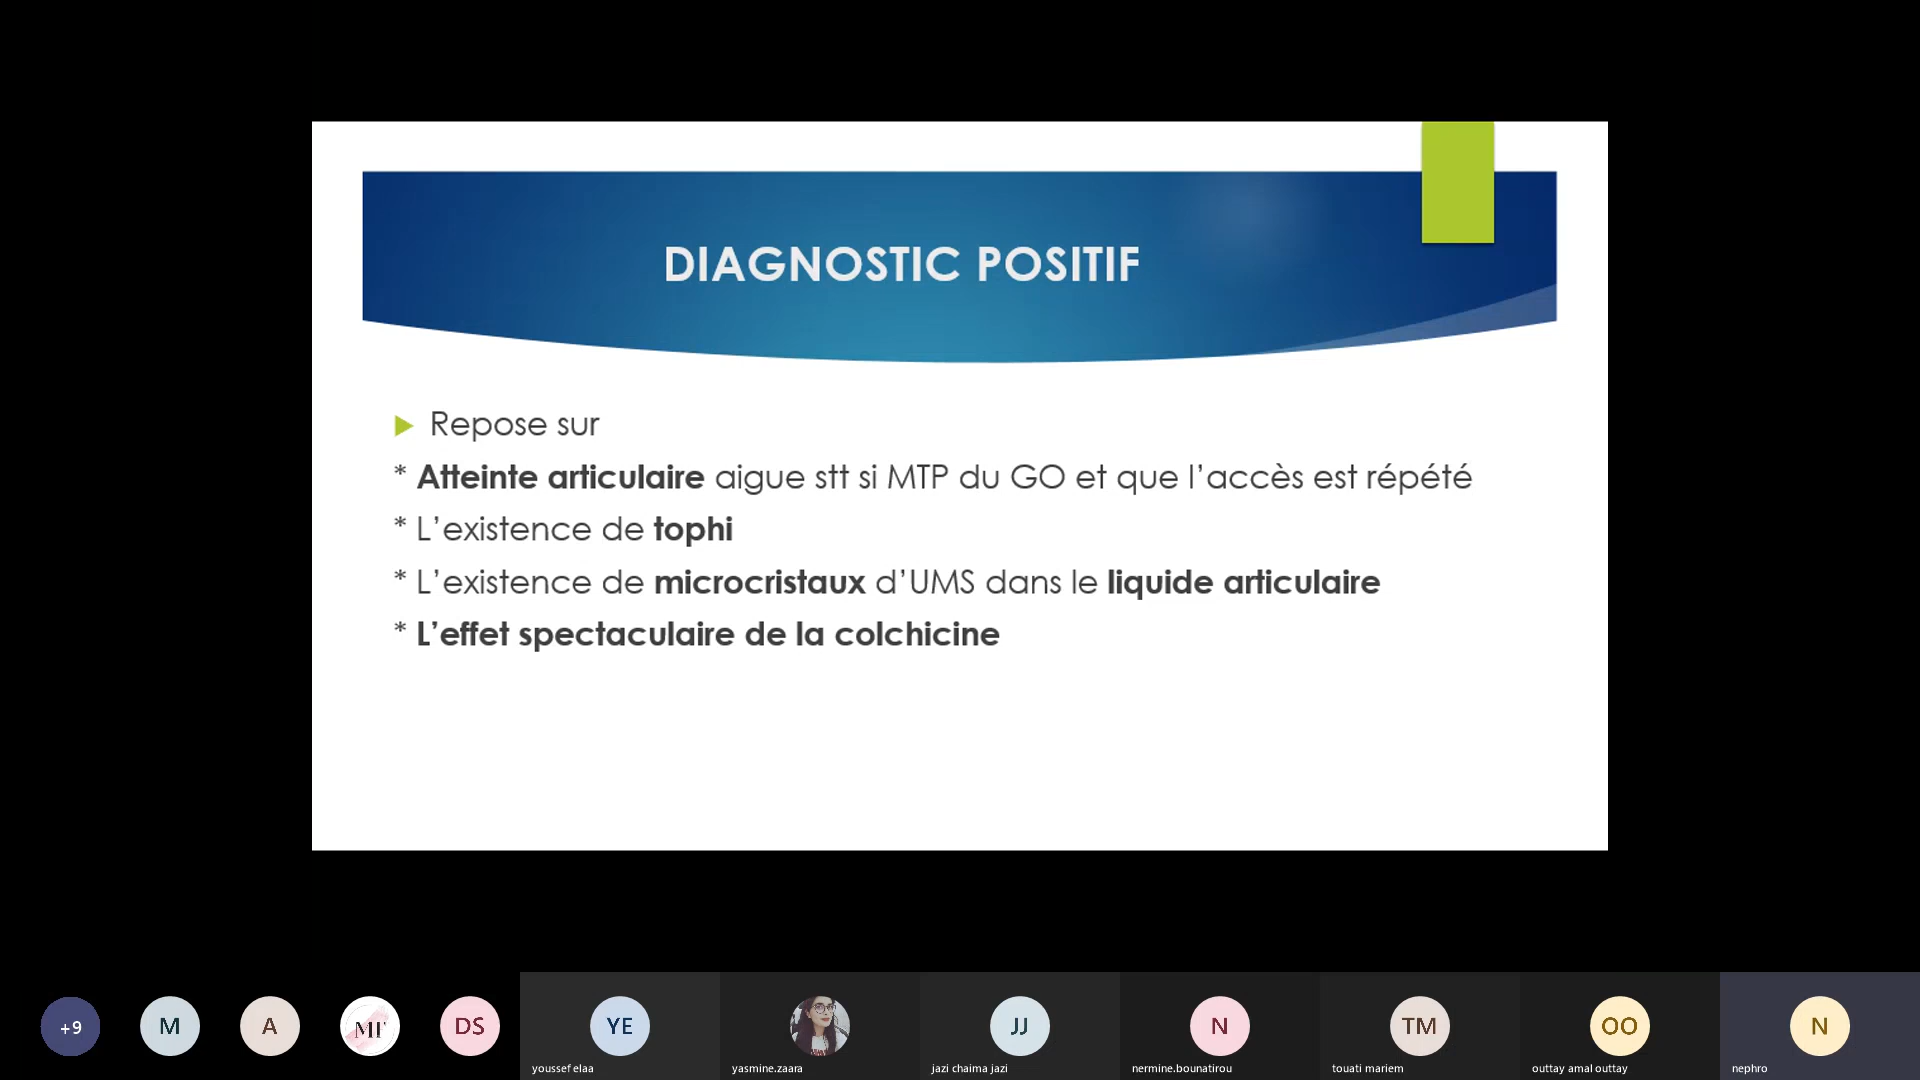 DIAGNOSTIC POSITIF
Repose sur
* Atteinte articulaire aigue stt si MTP du GO et que l’accès est répété
* L’existence de tophi
* L’existence de microcristaux d’UMS dans le liquide articulaire
* L’effet spectaculaire de la colchicine
+9
M
A
MF
DS
YE
JJ
N
TM
OO
N
youssef elaa
yasmine.zaara
jazi chaima jazi
nermine.bounatirou
touati mariem
outtay amal outtay
nephro